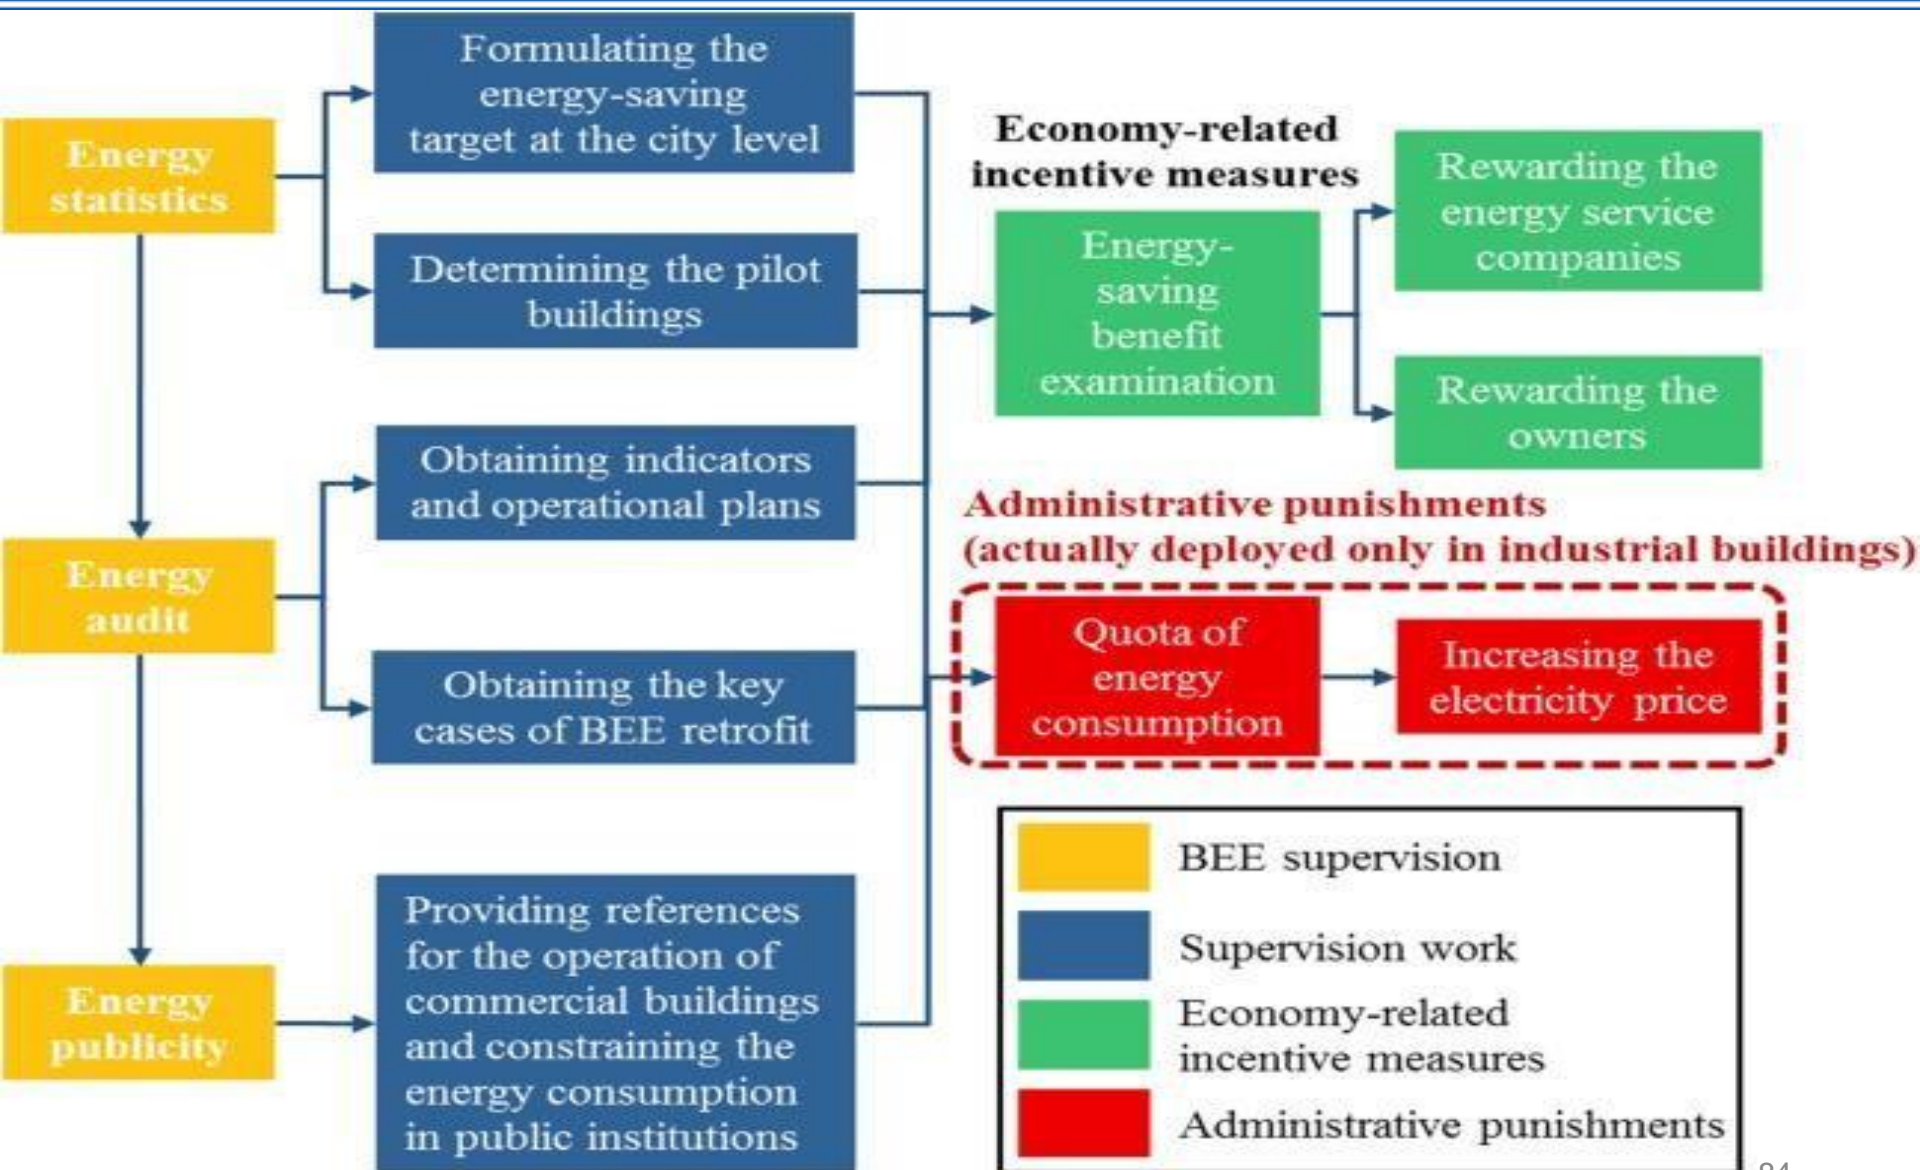 Energy
statistics
Formulating the
energy-saving
target at the city level
Determining the pilot
buildings
Economy-related
incentive measures
Energy-
saving
benefit
examination
Rewarding the
energy service
companies
Rewarding the
owners
Energy
audit
Obtaining indicators
and operational plans
Obtaining the key
cases of BEE retrofit
Administrative punishments
(actually deployed only in industrial buildings)
Quota of
energy
consumption
Increasing the
electricity price
Energy
publicity
Providing references
for the operation of
commercial buildings
and constraining the
energy consumption
in public institutions
BEE supervision
Supervision work
Economy-related
incentive measures
Administrative punishments